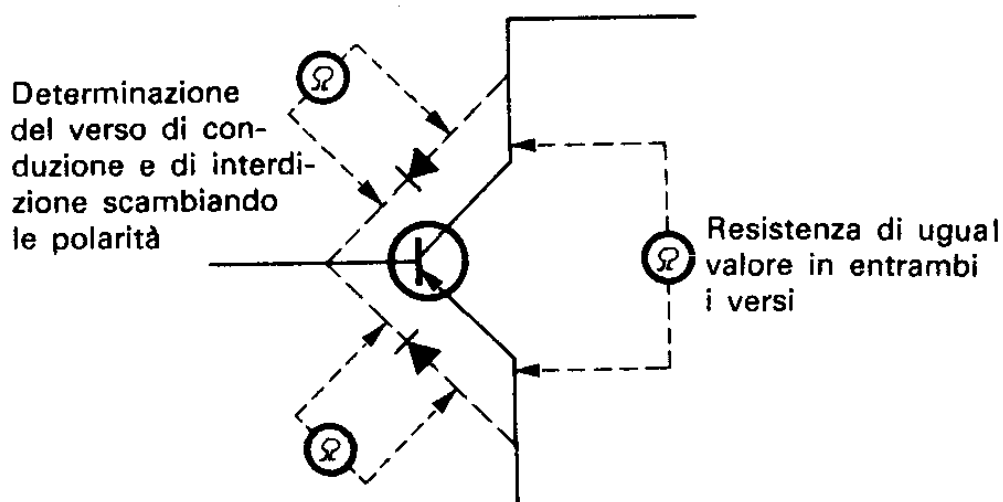 Ω
Determinazione
del verso di con-
duzione e di interdi-
zione scambiando
le polarità
Ω
Resistenza di ugual
valore in entrambi
i versi
Ω